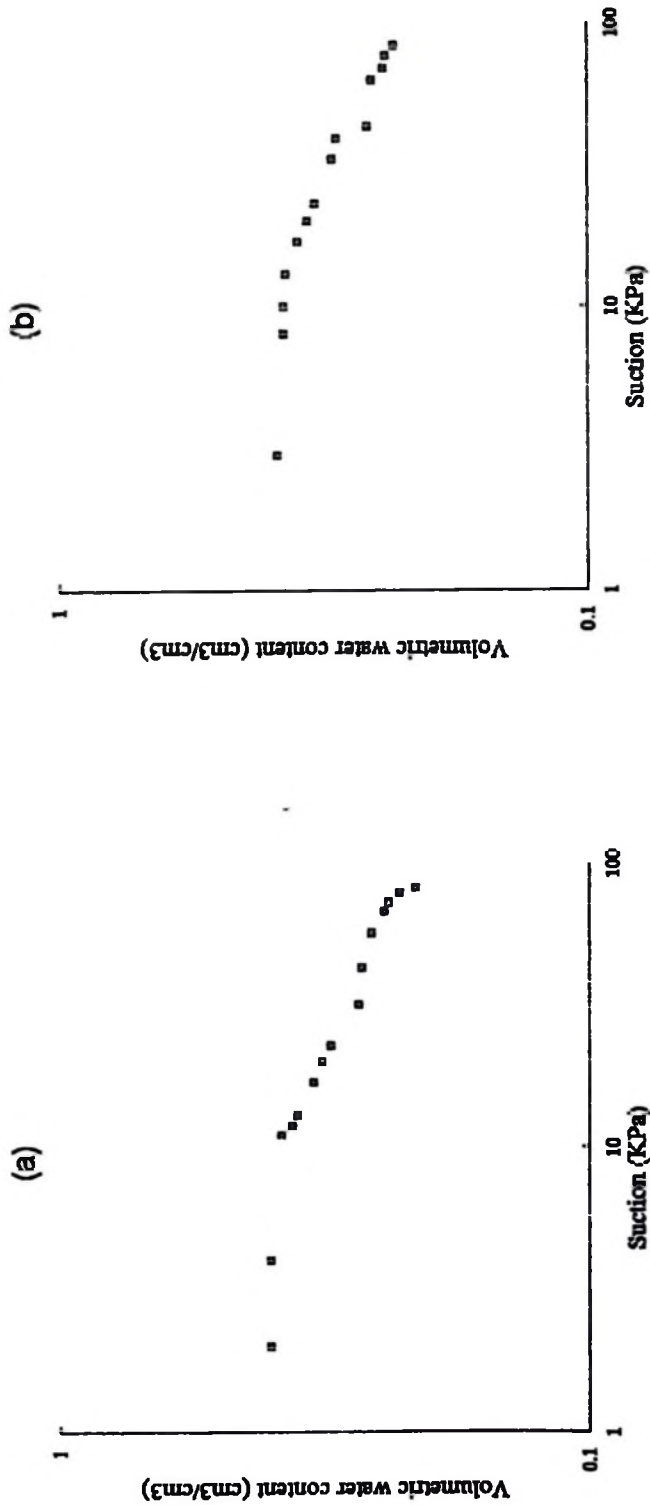 (a)
1
Volumetric water content (cm3/cm3)
0.1
1
10
100
Suction (KPa)
(b)
1
Volumetric water content (cm3/cm3)
0.1
1
10
100
Suction (KPa)